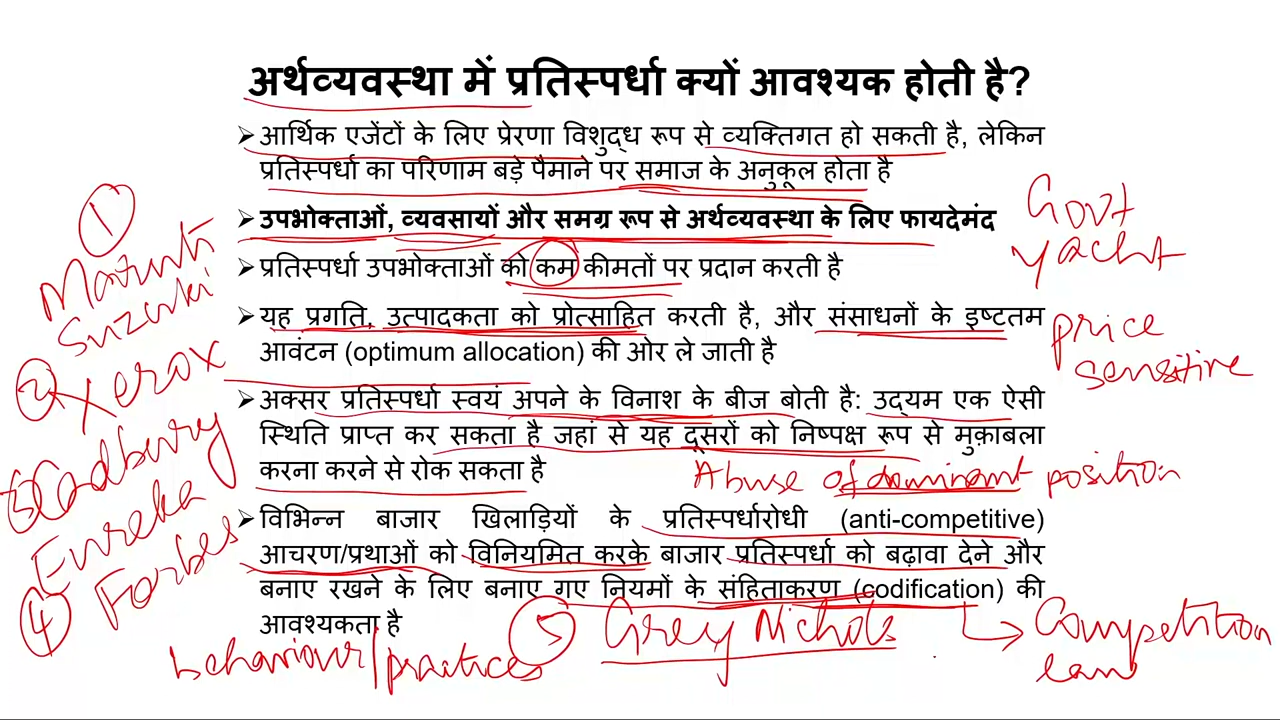 अर्थव्यवस्था में प्रतिस्पर्धा क्यों आवश्यक होती है?
➢ आर्थिक एजेंटों के लिए प्रेरणा विशुद्ध रूप से व्यक्तिगत हो सकती है, लेकिन
प्रतिस्पर्धा का परिणाम बड़े पैमाने पर समाज के अनुकूल होता है
➢ उपभोक्ताओं, व्यवसायों और समग्र रूप से अर्थव्यवस्था के लिए फायदेमंद
➢ प्रतिस्पर्धा उपभोक्ताओं को कम कीमतों पर प्रदान करती है
➢ यह प्रगति, उत्पादकता को प्रोत्साहित करती है, और संसाधनों के इष्टतम
आवंटन (optimum allocation) की ओर ले जाती है
➢ अक्सर प्रतिस्पर्धा स्वयं अपने के विनाश के बीज बोती है: उद्यम एक ऐसी
स्थिति प्राप्त कर सकता है जहां से यह दूसरों को निष्पक्ष रूप से मुक़ाबला
करना करने से रोक सकता है
➢ विभिन्न बाजार खिलाड़ियों के प्रतिस्पर्धारोधी (anti-competitive)
आचरण/प्रथाओं को विनियमित करके बाजार प्रतिस्पर्धा को बढ़ावा देने और
बनाए रखने के लिए बनाए गए नियमों के संहिताकरण (codification) की
आवश्यकता है
1
Maruti
Suzuki
2 Xerox
3 Cadbury
Eureka
4 Forbes
behaviour/practices
5 Grey Nichols
Govt
yacht
price
sensitive
Abuse of dominant position
Competition
law